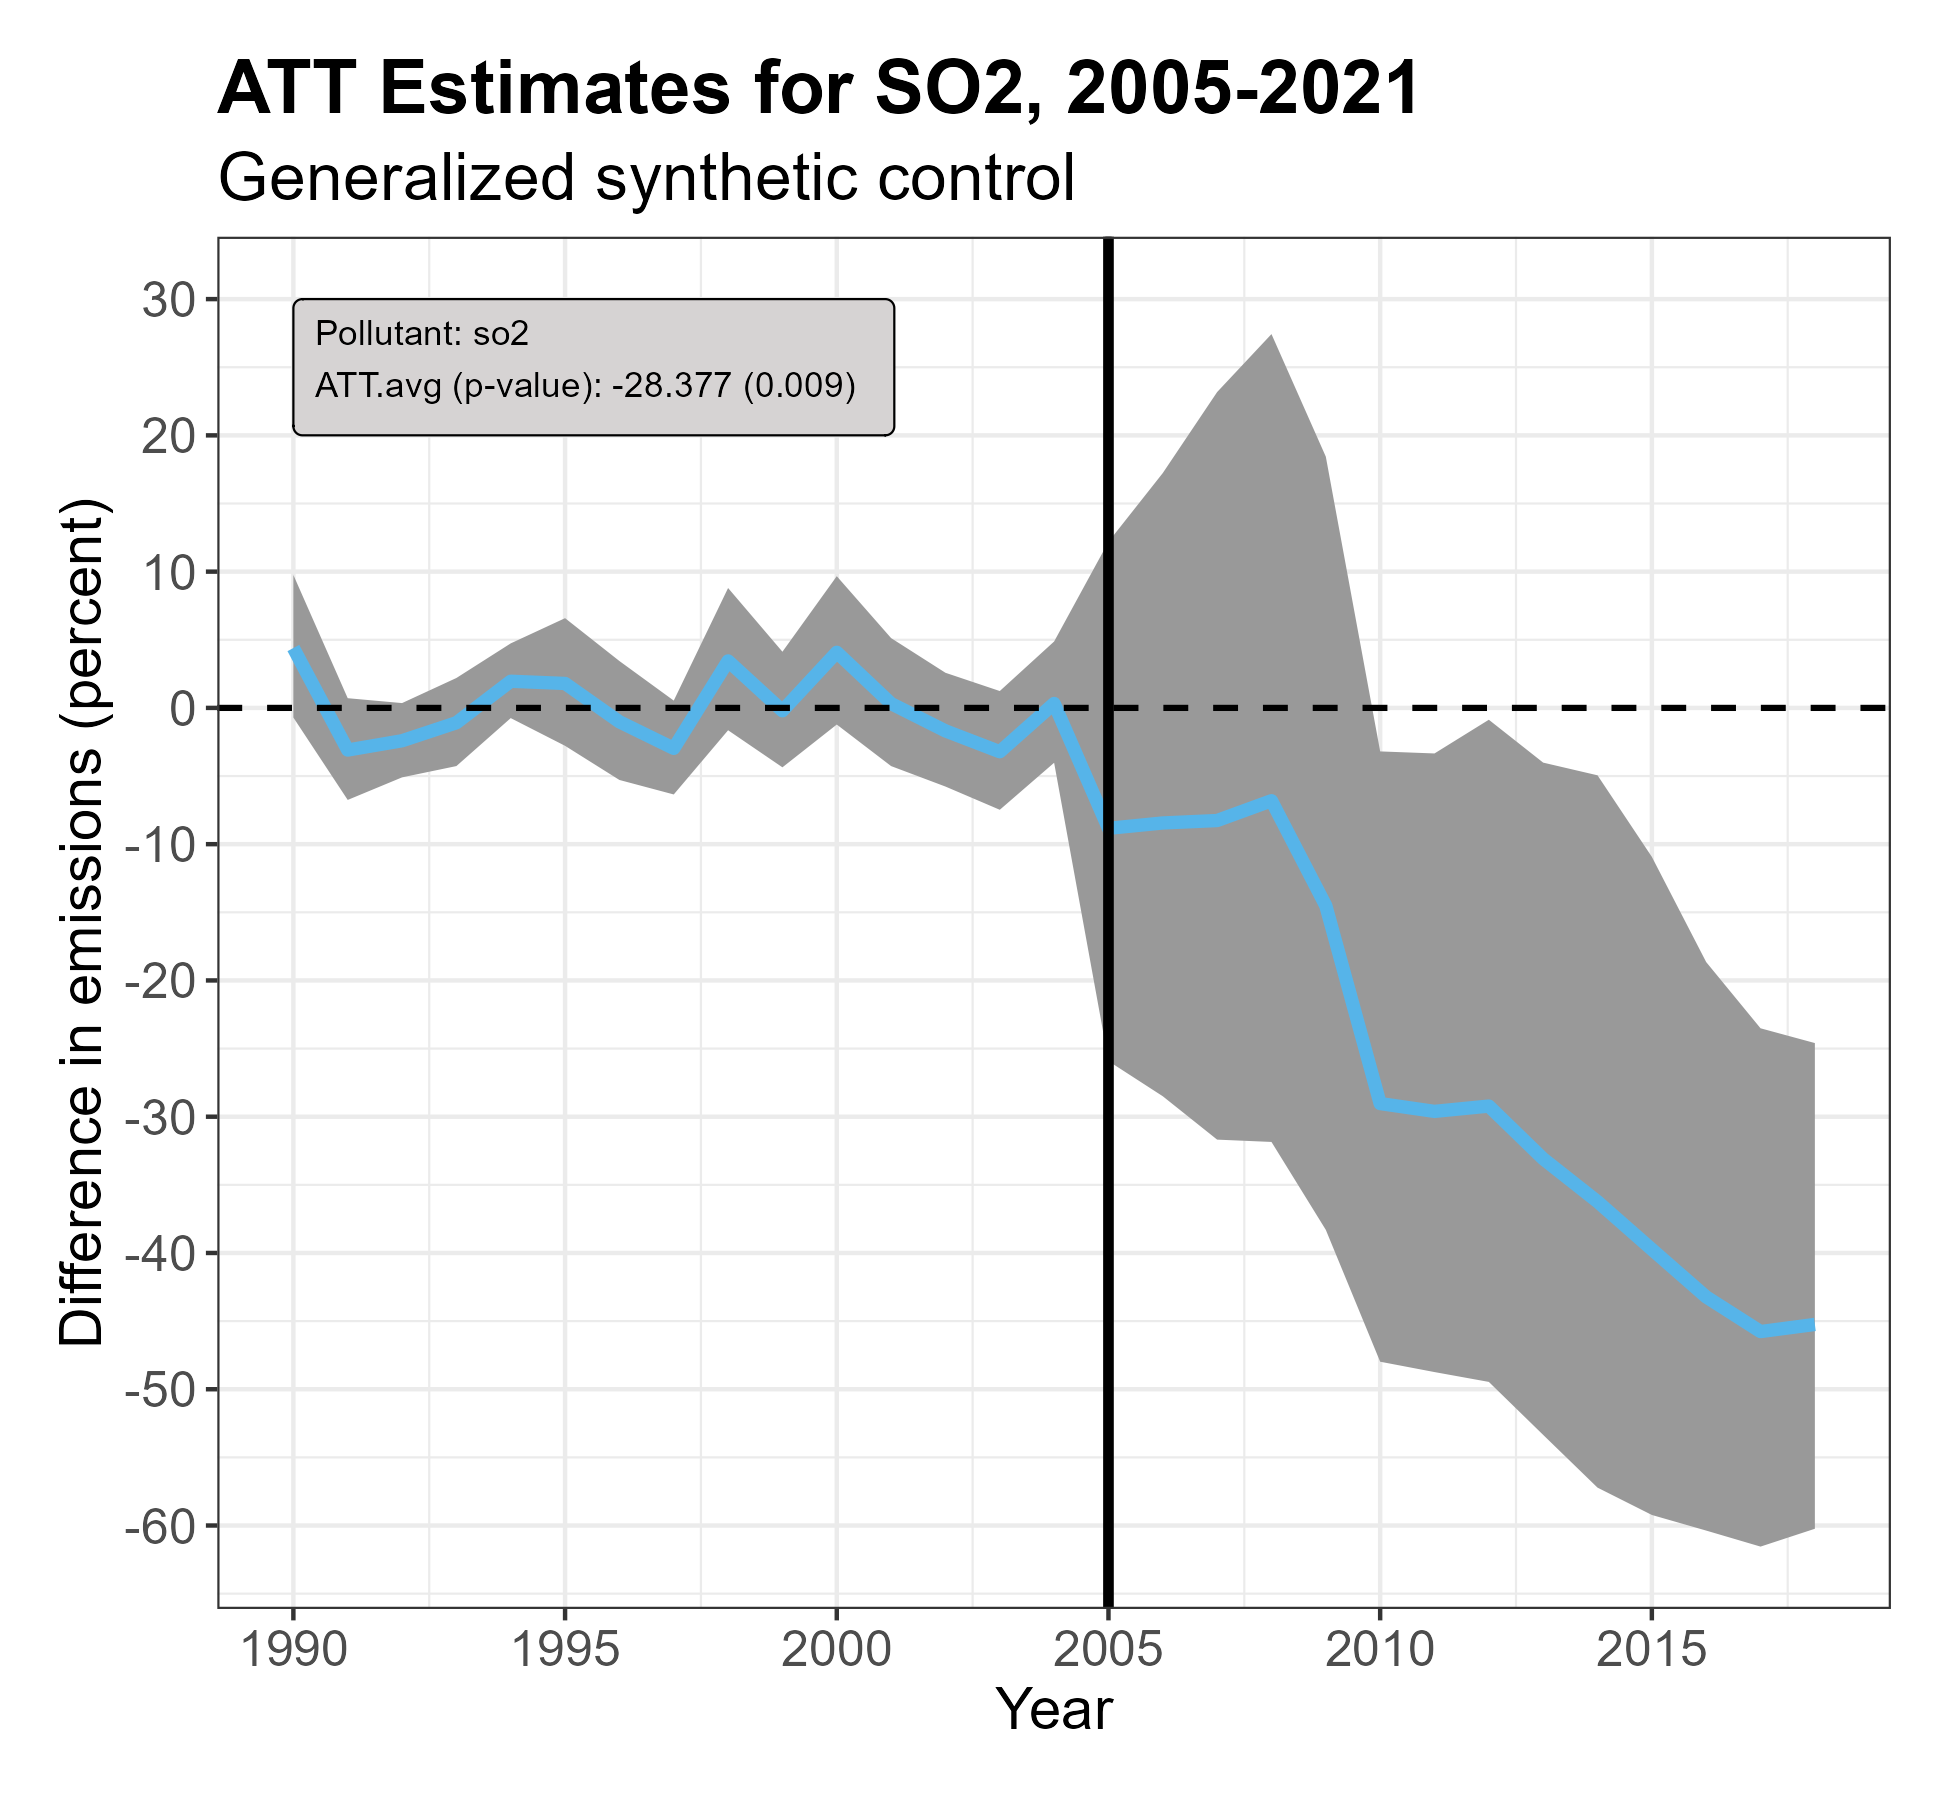 ATT Estimates for SO2, 2005-2021
Generalized synthetic control
Pollutant: so2
ATT.avg (p-value): -28.377 (0.009)
Difference in emissions (percent)
30
20
10
0
-10
-20
-30
-40
-50
-60
1990 1995 2000 2005 2010 2015
Year